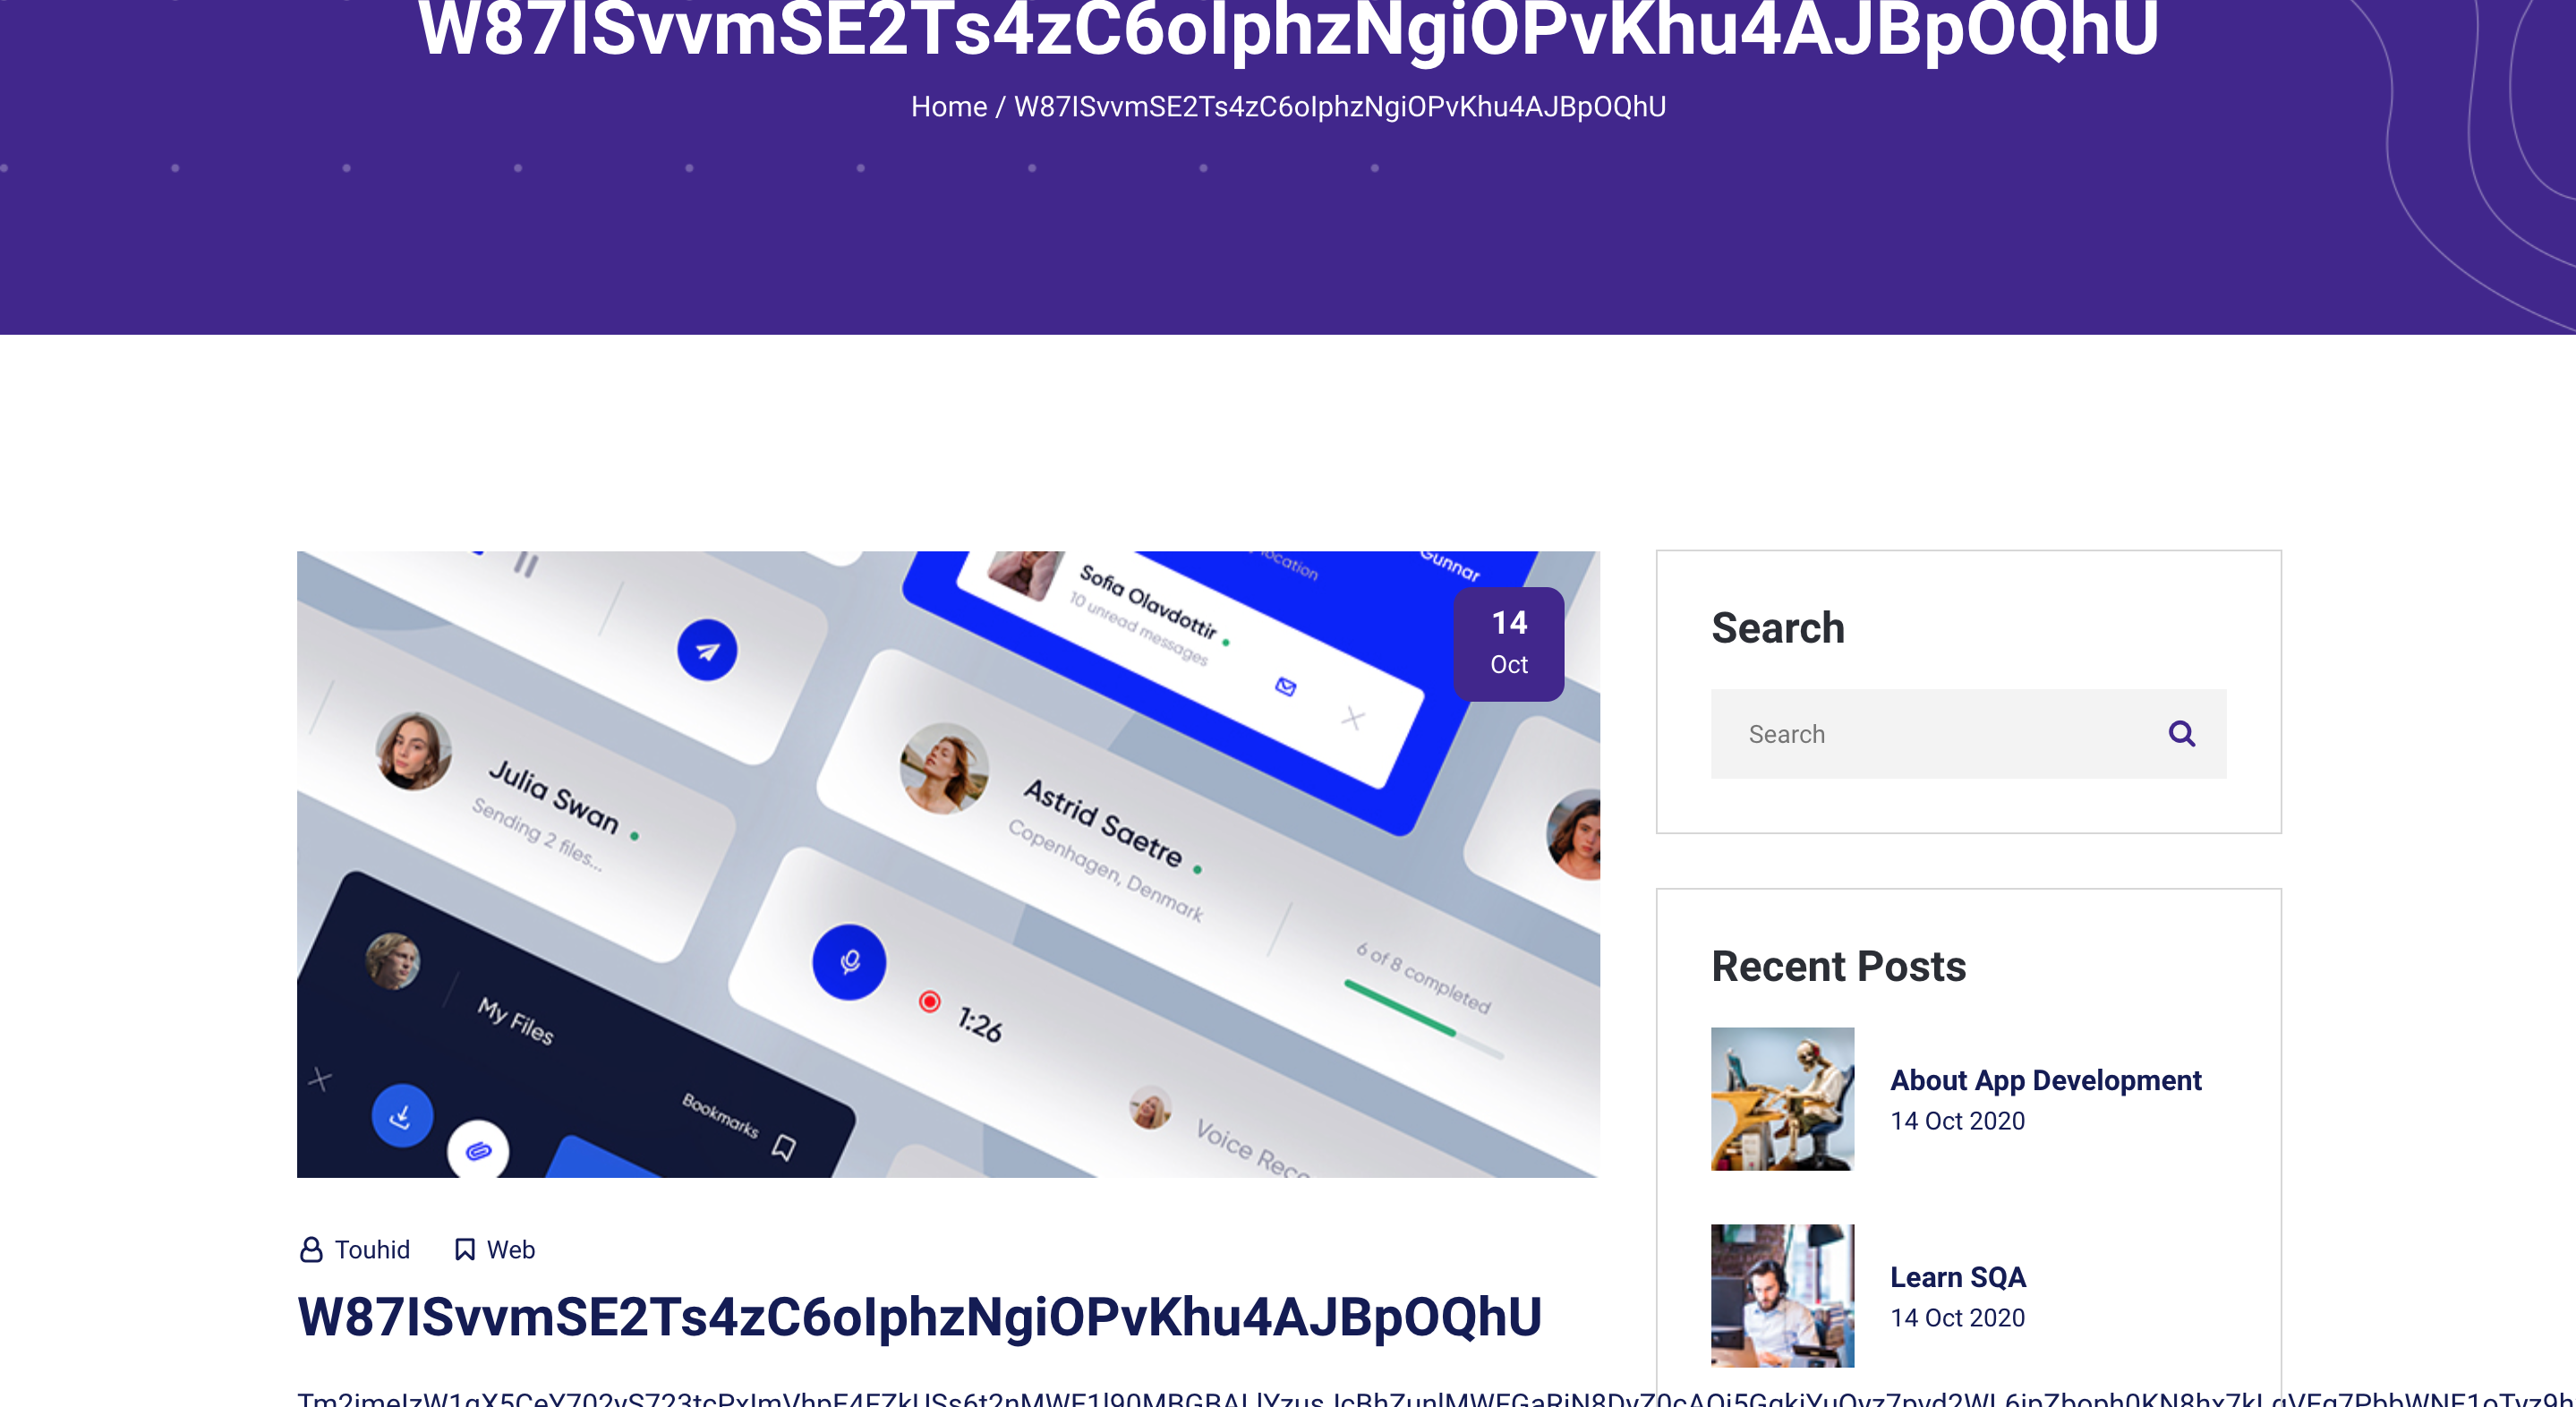 W87ISvvmSE2Ts4zC6oIphzNgiOPvKhu4AJBpOQhU
Home / W87ISvvmSE2Ts4zC6oIphzNgiOPvKhu4AJBpOQhU
Gunnar
Sofia Olavdottir
10 unread messages
14
Oct
Julia Swan
Sending 2 files...
Astrid Saetre
Copenhagen, Denmark
6 of 8 completed
My Files
1:26
Bookmarks
Voice Reco
Search
Search
Recent Posts
About App Development
14 Oct 2020
Learn SQA
14 Oct 2020
Touhid
Web
W87ISvvmSE2Ts4zC6oIphzNgiOPvKhu4AJBpOQhU